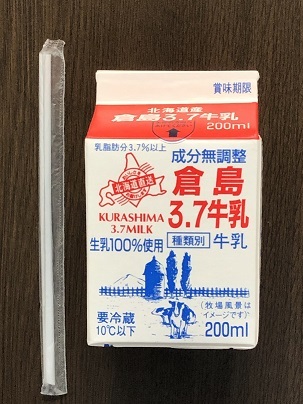 賞味期限
北海道産
倉島3.7牛乳
200ml
乳脂肪分3.7%以上
成分無調整
北海道直送
倉島
3.7牛乳
KURASHIMA
3.7MILK
生乳100%使用
種類別 牛乳
要冷蔵
10℃以下
(牧場風景は
イメージです)
200ml